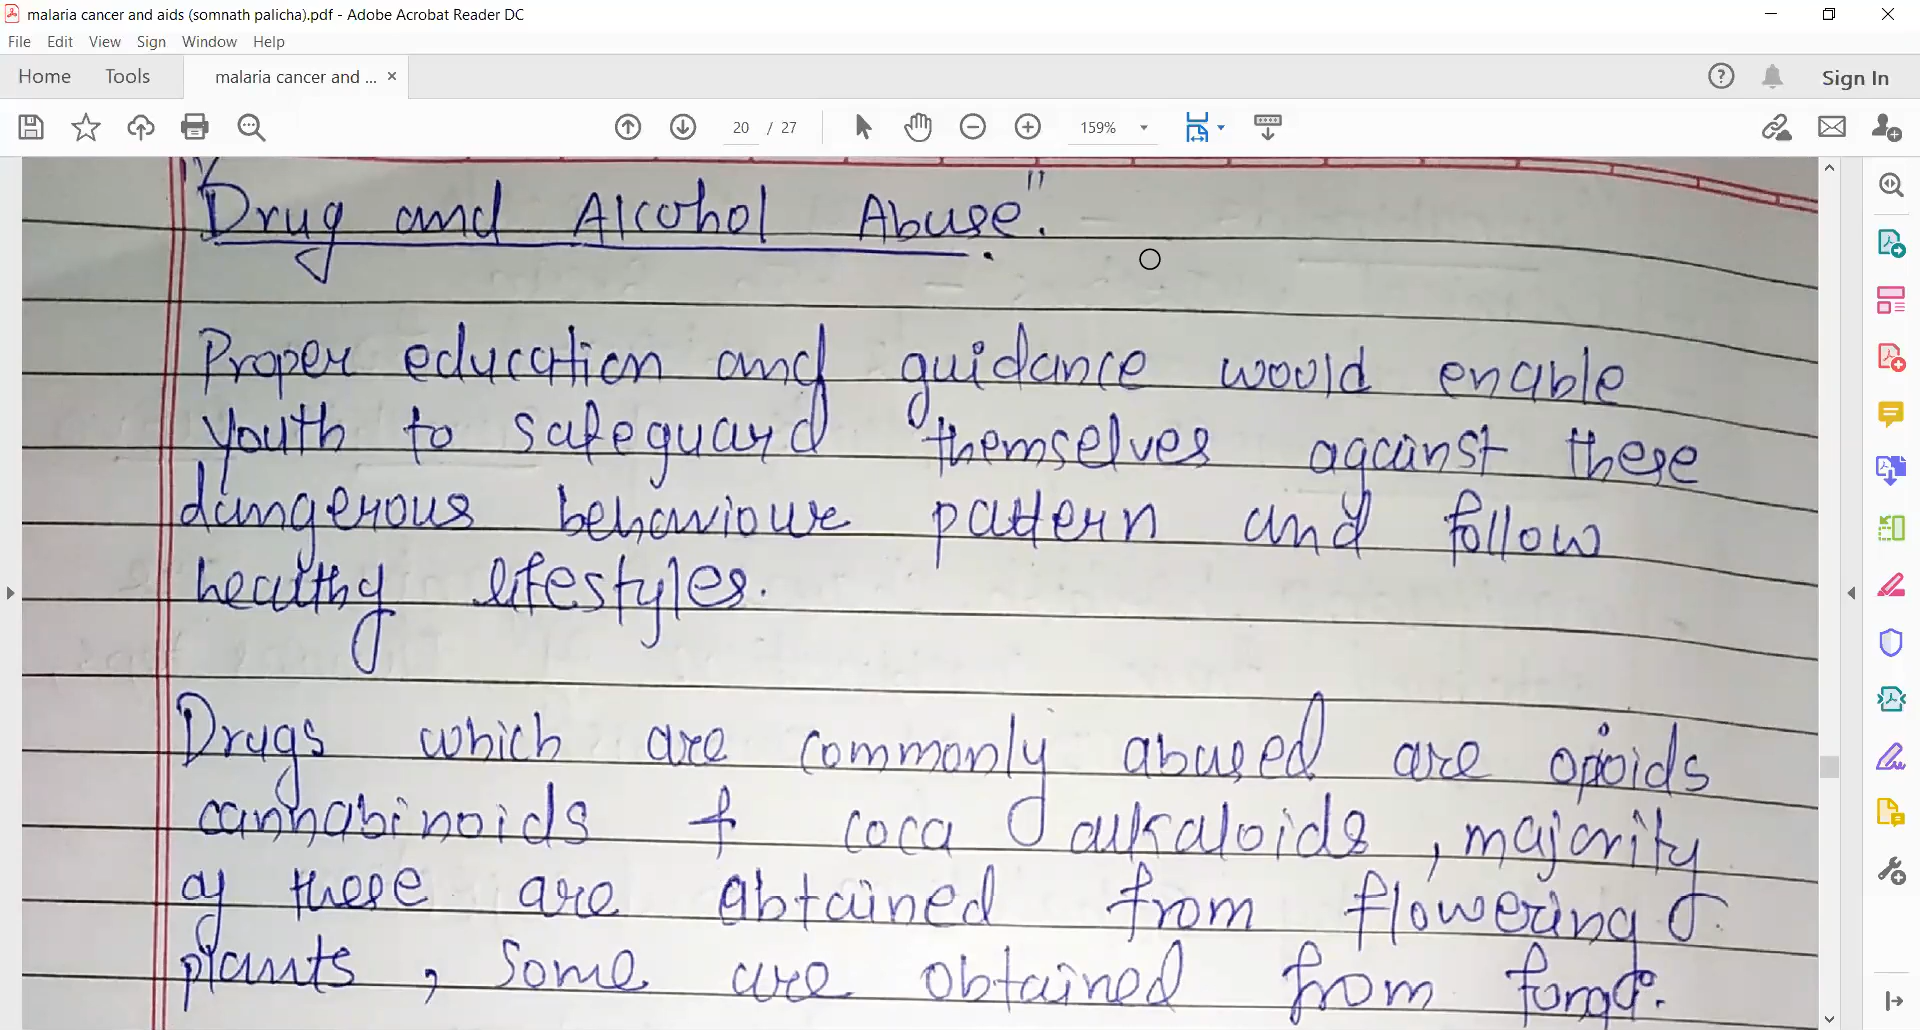 malaria cancer and aids (somnath palicha).pdf - Adobe Acrobat Reader DC
File Edit View Sign Window Help
Home Tools malaria cancer and ... × Sign In
20 / 27 159%
"Drug and Alcohol Abuse".
Proper education and guidance would enable
youth to safeguard themselves against these
dangerous behaviour pattern and follow
healthy lifestyles.
Drugs which are commonly abused are opioids
cannabinoids & coca alkaloids, majority
of these are obtained from flowering
plants, some are obtained from